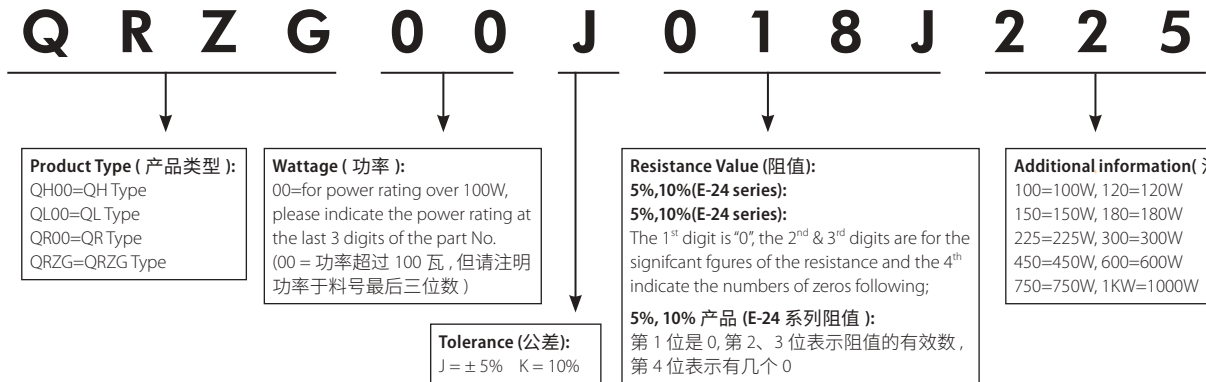 Q R Z G 0 0 J 0 1 8 J 2 2 5
Product Type ( 产品类型 ):
QH00=QH Type
QL00=QL Type
QR00=QR Type
QRZG=QRZG Type
Wattage ( 功率 ):
00=for power rating over 100W,
please indicate the power rating at
the last 3 digits of the part No.
(00 = 功率超过 100 瓦 , 但请注明
功率于料号最后三位数 )
Tolerance (公差):
J = ± 5% K = 10%
Resistance Value (阻值):
5%,10%(E-24 series):
5%,10%(E-24 series):
The 1st digit is “0”, the 2nd & 3rd digits are for the
signifcant fgures of the resistance and the 4th
indicate the numbers of zeros following;
5%, 10% 产品 (E-24 系列阻值 ):
第 1 位是 0, 第 2、3 位表示阻值的有效数 ,
第 4 位表示有几个 0
Additional information(
100=100W, 120=120W
150=150W, 180=180W
225=225W, 300=300W
450=450W, 600=600W
750=750W, 1KW=1000W